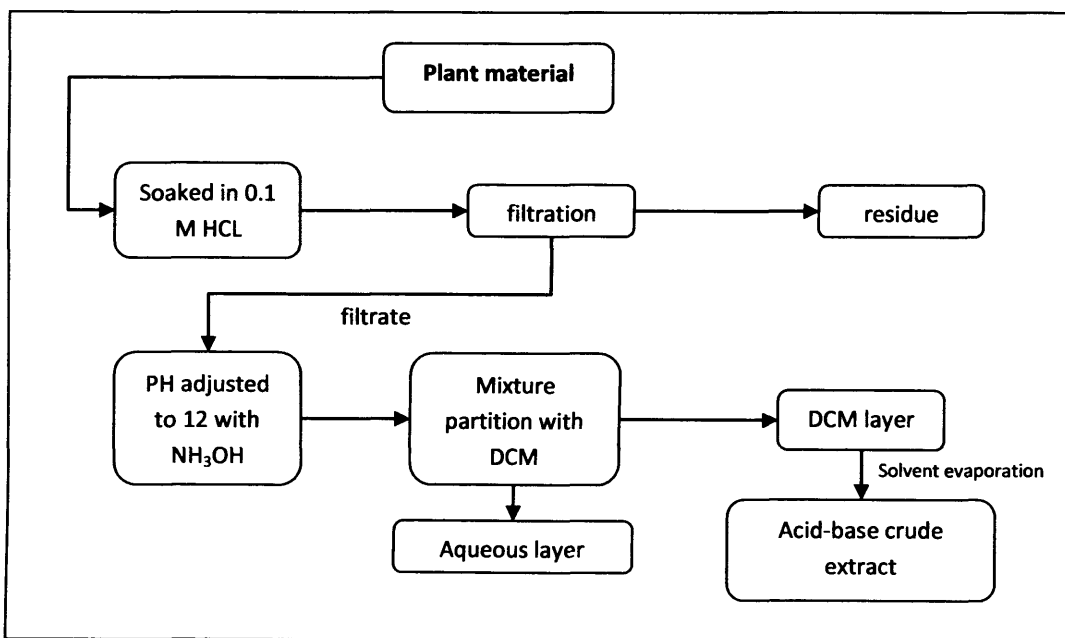 Plant material
Soaked in 0.1
M HCL
filtration
residue
filtrate
PH adjusted
to 12 with
NH₃OH
Mixture
partition with
DCM
DCM layer
Solvent evaporation
Aqueous layer
Acid-base crude
extract